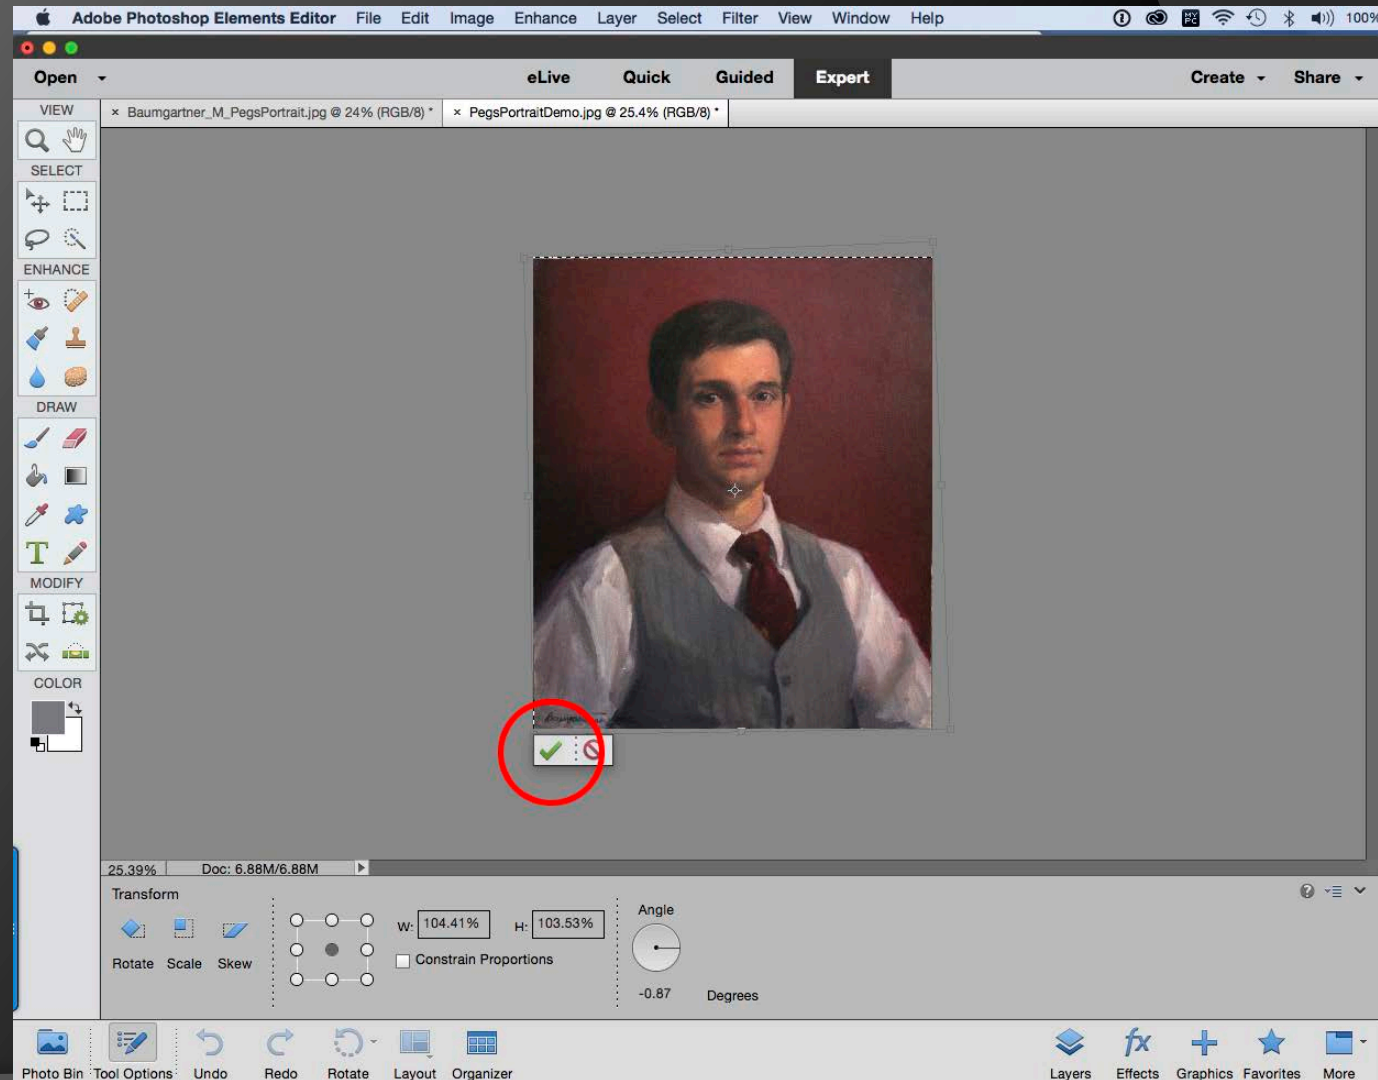 Adobe Photoshop Elements Editor File Edit Image Enhance Layer Select Filter View Window Help 100%
Open eLive Quick Guided Expert Create Share
VIEW × Baumgartner_M_PegsPortrait.jpg @ 24% (RGB/8) * × PegsPortraitDemo.jpg @ 25.4% (RGB/8) *
SELECT
ENHANCE
DRAW
T
MODIFY
COLOR
25.39% Doc: 6.88M/6.88M
Transform
Angle
W: 104.41% H: 103.53%
Constrain Proportions
Rotate Scale Skew
-0.87 Degrees
fx
Photo Bin Tool Options Undo Redo Rotate Layout Organizer Layers Effects Graphics Favorites More